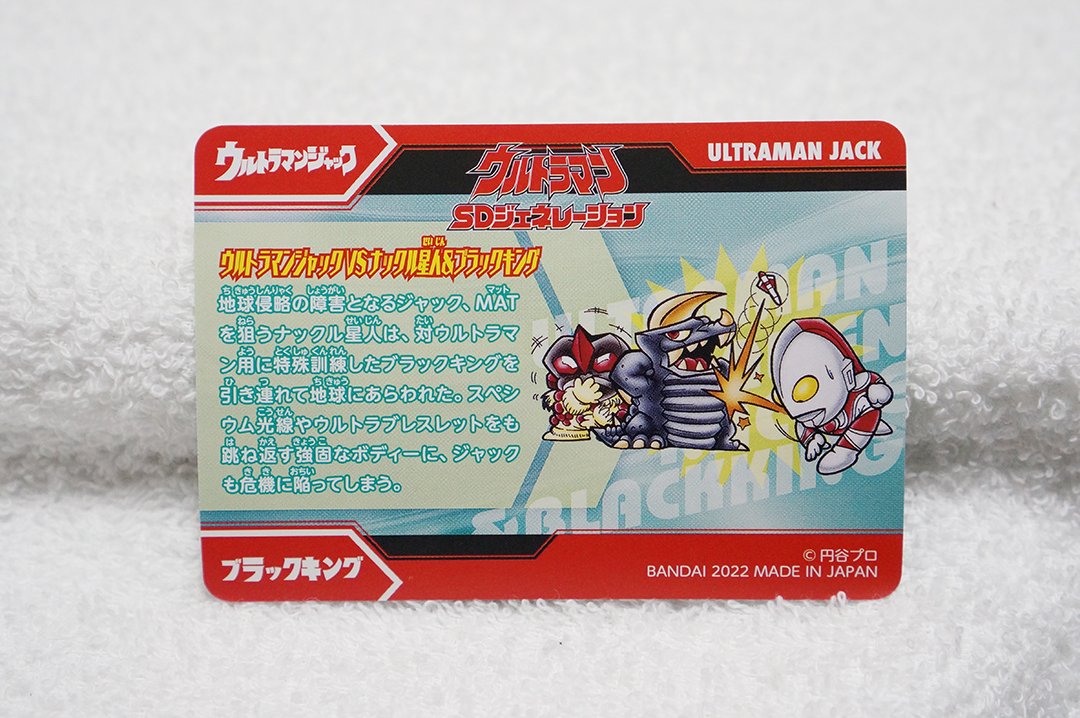 ウルトラマンジャック
ULTRAMAN JACK
ウルトラマン
SDジェネレーション
ウルトラマンジャックVSナックル星人&ブラックキング
地球侵略の障害となるジャック、MAT
を狙うナックル星人は、対ウルトラマ
ン用に特殊訓練したブラックキングを
引き連れて地球にあらわれた。スペシ
ウム光線やウルトラブレスレットをも
跳ね返す強固なボディーに、ジャック
も危機に陥ってしまう。
ULTRAMAN
&BLACKKING
ブラックキング
©円谷プロ
BANDAI 2022 MADE IN JAPAN